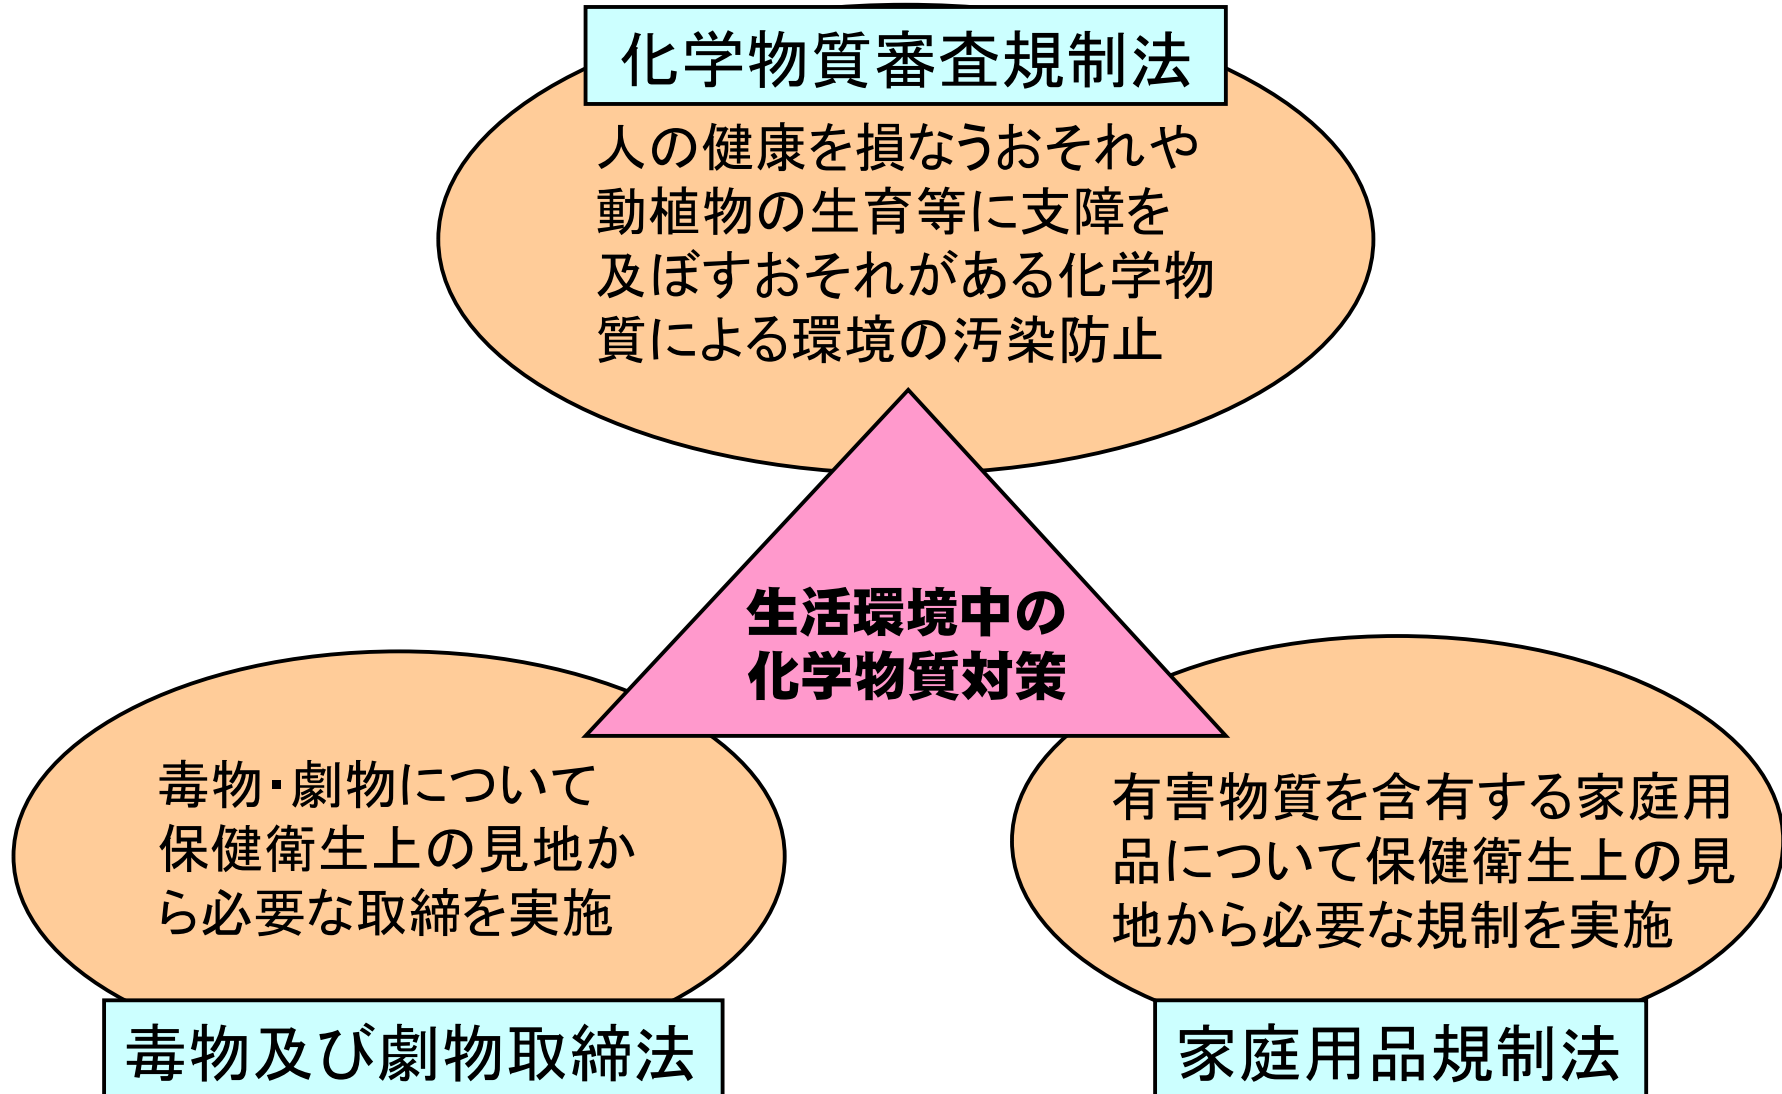 化学物質審査規制法
人の健康を損なうおそれや
動植物の生育等に支障を
及ぼすおそれがある化学物
質による環境の汚染防止
生活環境中の
化学物質対策
毒物・劇物について
保健衛生上の見地か
ら必要な取締を実施
毒物及び劇物取締法
有害物質を含有する家庭用
品について保健衛生上の見
地から必要な規制を実施
家庭用品規制法